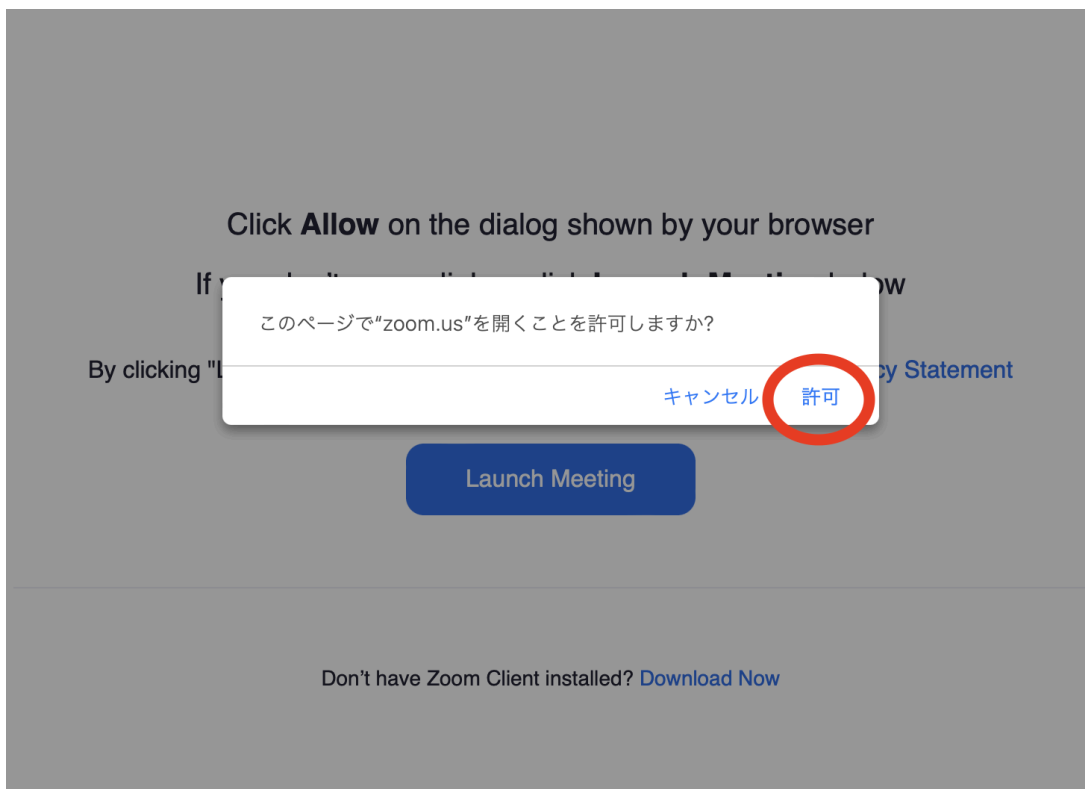 Click Allow on the dialog shown by your browser
If
ow
このページで“zoom.us”を開くことを許可しますか?
By clicking "L
cy Statement
キャンセル 許可
Launch Meeting
Don’t have Zoom Client installed? Download Now